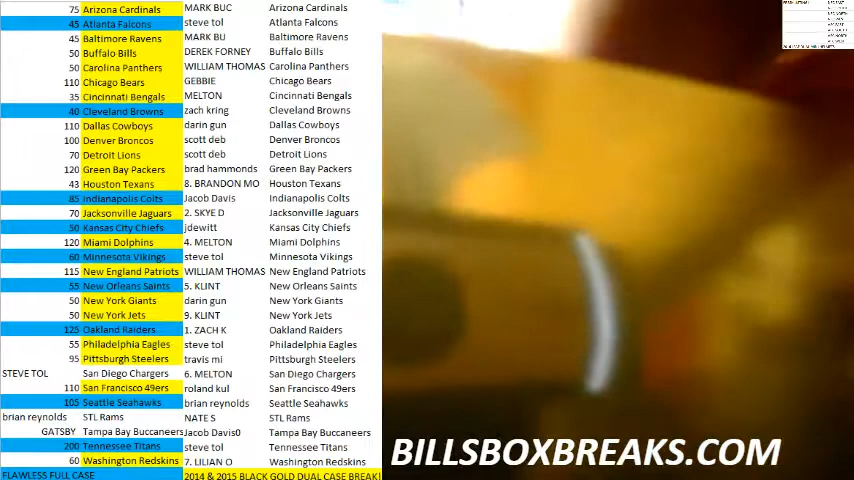 75 Arizona Cardinals MARK BUC Arizona Cardinals
45 Atlanta Falcons steve tol Atlanta Falcons
45 Baltimore Ravens MARK BU Baltimore Ravens
50 Buffalo Bills DEREK FORNEY Buffalo Bills
50 Carolina Panthers WILLIAM THOMAS Carolina Panthers
110 Chicago Bears GEBBIE Chicago Bears
35 Cincinnati Bengals MELTON Cincinnati Bengals
40 Cleveland Browns zach kring Cleveland Browns
110 Dallas Cowboys darin gun Dallas Cowboys
100 Denver Broncos scott deb Denver Broncos
70 Detroit Lions scott deb Detroit Lions
120 Green Bay Packers brad hammonds Green Bay Packers
43 Houston Texans 8. BRANDON MO Houston Texans
85 Indianapolis Colts Jacob Davis Indianapolis Colts
70 Jacksonville Jaguars 2. SKYE D Jacksonville Jaguars
50 Kansas City Chiefs jdewitt Kansas City Chiefs
120 Miami Dolphins 4. MELTON Miami Dolphins
60 Minnesota Vikings steve tol Minnesota Vikings
115 New England Patriots WILLIAM THOMAS New England Patriots
55 New Orleans Saints 5. KLINT New Orleans Saints
50 New York Giants darin gun New York Giants
50 New York Jets 9. KLINT New York Jets
125 Oakland Raiders 1. ZACH K Oakland Raiders
55 Philadelphia Eagles steve tol Philadelphia Eagles
95 Pittsburgh Steelers travis mi Pittsburgh Steelers
STEVE TOL San Diego Chargers 6. MELTON San Diego Chargers
110 San Francisco 49ers roland kul San Francisco 49ers
105 Seattle Seahawks brian reynolds Seattle Seahawks
brian reynolds STL Rams NATE S STL Rams
GATSBY Tampa Bay Buccaneers Jacob Davis0 Tampa Bay Buccaneers
200 Tennessee Titans steve tol Tennessee Titans
60 Washington Redskins 7. LILIAN O Washington Redskins
FLAWLESS FULL CASE 2014 & 2015 BLACK GOLD DUAL CASE BREAK!
BILLSBOXBREAKS.COM